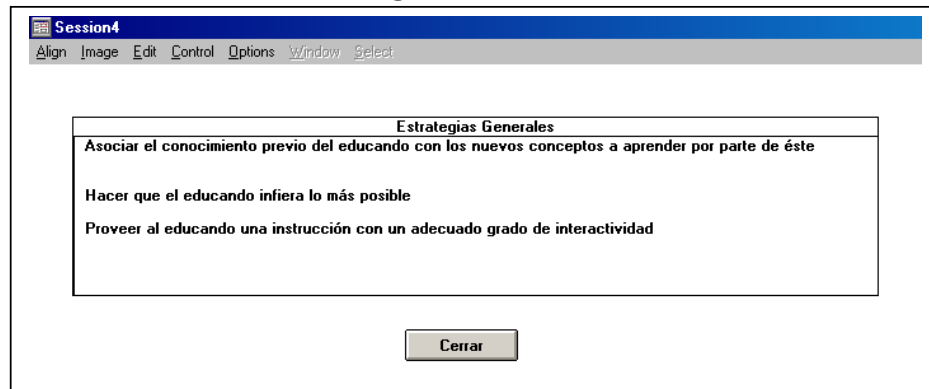 Session4
Align Image Edit Control Options Window Select
Estrategias Generales
Asociar el conocimiento previo del educando con los nuevos conceptos a aprender por parte de éste
Hacer que el educando infiera lo más posible
Proveer al educando una instrucción con un adecuado grado de interactividad
Cerrar